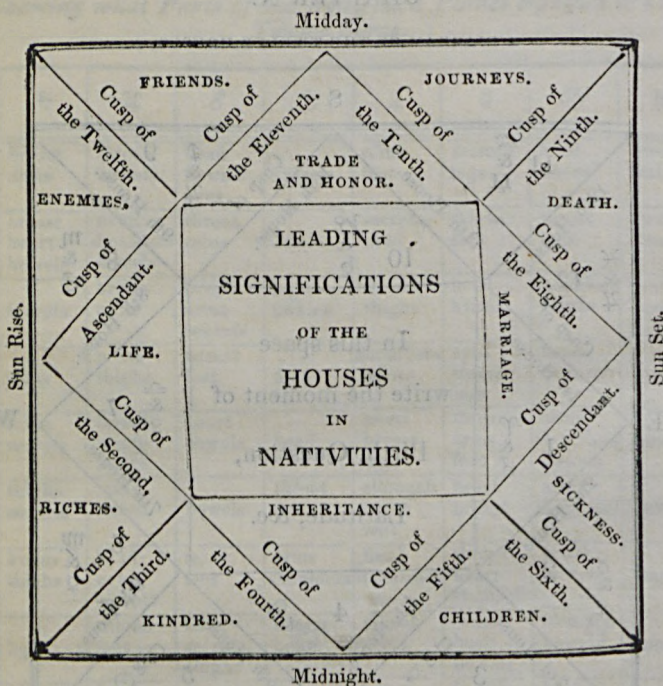 Midday.
FRIENDS.
JOURNEYS.
Cusp of
the Twelfth.
Cusp of
the Eleventh.
Cusp of
the Tenth.
Cusp of
the Ninth.
TRADE
AND HONOR.
ENEMIES.
DEATH.
Cusp of
Ascendant.
LIFE.
Cusp of
the Eighth.
LEADING
SIGNIFICATIONS
OF THE
HOUSES
IN
NATIVITIES.
MARRIAGE.
Sun Rise.
Sun Set.
Cusp of
the Second,
Cusp of
Descendant.
RICHES.
SICKNESS.
INHERITANCE.
Cusp of
the Third.
Cusp of
the Fourth.
Cusp of
the Fifth.
Cusp of
the Sixth.
KINDRED.
CHILDREN.
Midnight.